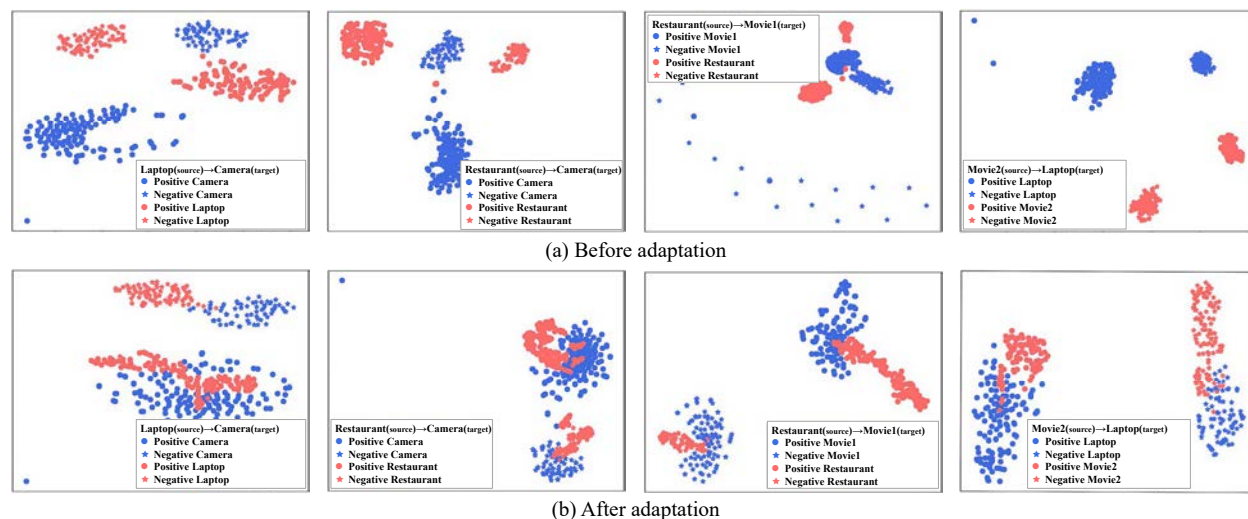 Laptop(source)→Camera(target)
Positive Camera
Negative Camera
Positive Laptop
Negative Laptop
Restaurant(source)→Camera(target)
Positive Camera
Negative Camera
Positive Restaurant
Negative Restaurant
Restaurant(source)→Movie1(target)
Positive Movie1
Negative Movie1
Positive Restaurant
Negative Restaurant
Movie2(source)→Laptop(target)
Positive Laptop
Negative Laptop
Positive Movie2
Negative Movie2
(a) Before adaptation
Laptop(source)→Camera(target)
Positive Camera
Negative Camera
Positive Laptop
Negative Laptop
Restaurant(source)→Camera(target)
Positive Camera
Negative Camera
Positive Restaurant
Negative Restaurant
Restaurant(source)→Movie1(target)
Positive Movie1
Negative Movie1
Positive Restaurant
Negative Restaurant
Movie2(source)→Laptop(target)
Positive Laptop
Negative Laptop
Positive Movie2
Negative Movie2
(b) After adaptation